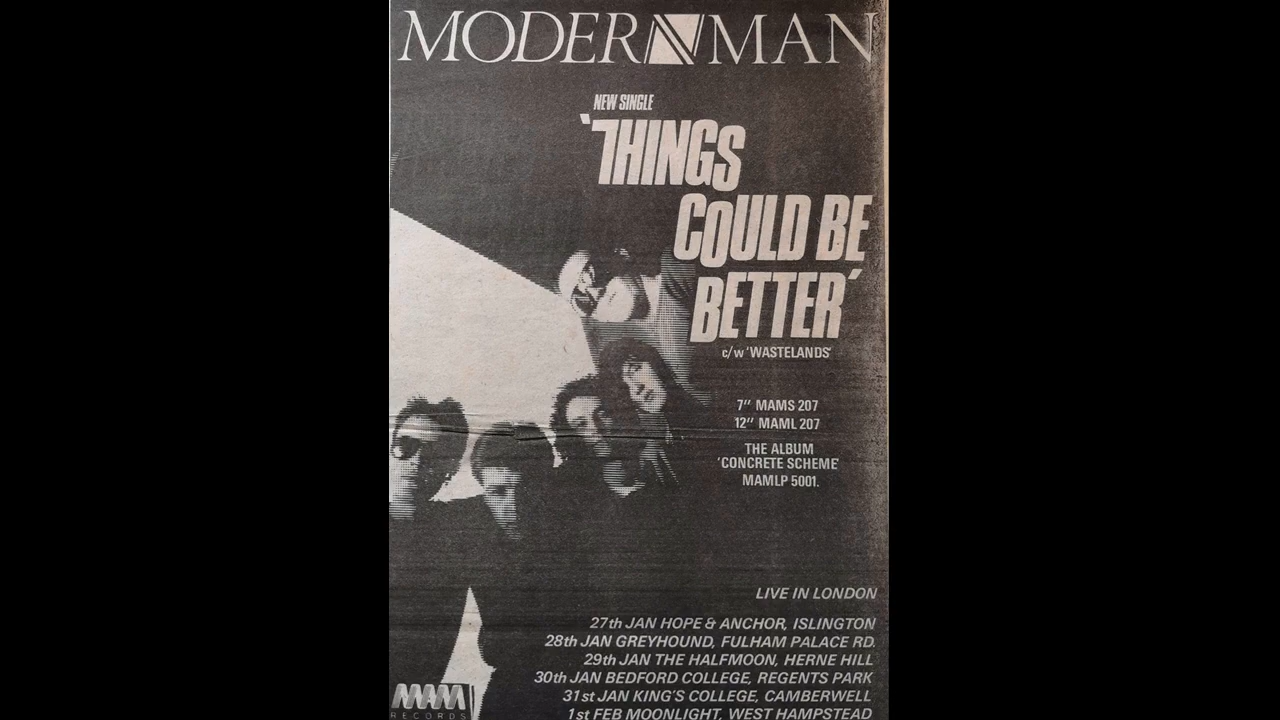 MODERN MAN
NEW SINGLE
'THINGS
COULD BE
BETTER'
c/w 'WASTELANDS'
7" MAMS 207
12" MAML 207
THE ALBUM
'CONCRETE SCHEME'
MAMLP 5001.
LIVE IN LONDON
27th JAN HOPE & ANCHOR, ISLINGTON
28th JAN GREYHOUND, FULHAM PALACE RD.
29th JAN THE HALFMOON, HERNE HILL
30th JAN BEDFORD COLLEGE, REGENTS PARK
31st JAN KING'S COLLEGE, CAMBERWELL
1st FEB MOONLIGHT, WEST HAMPSTEAD
MAM
RECORDS